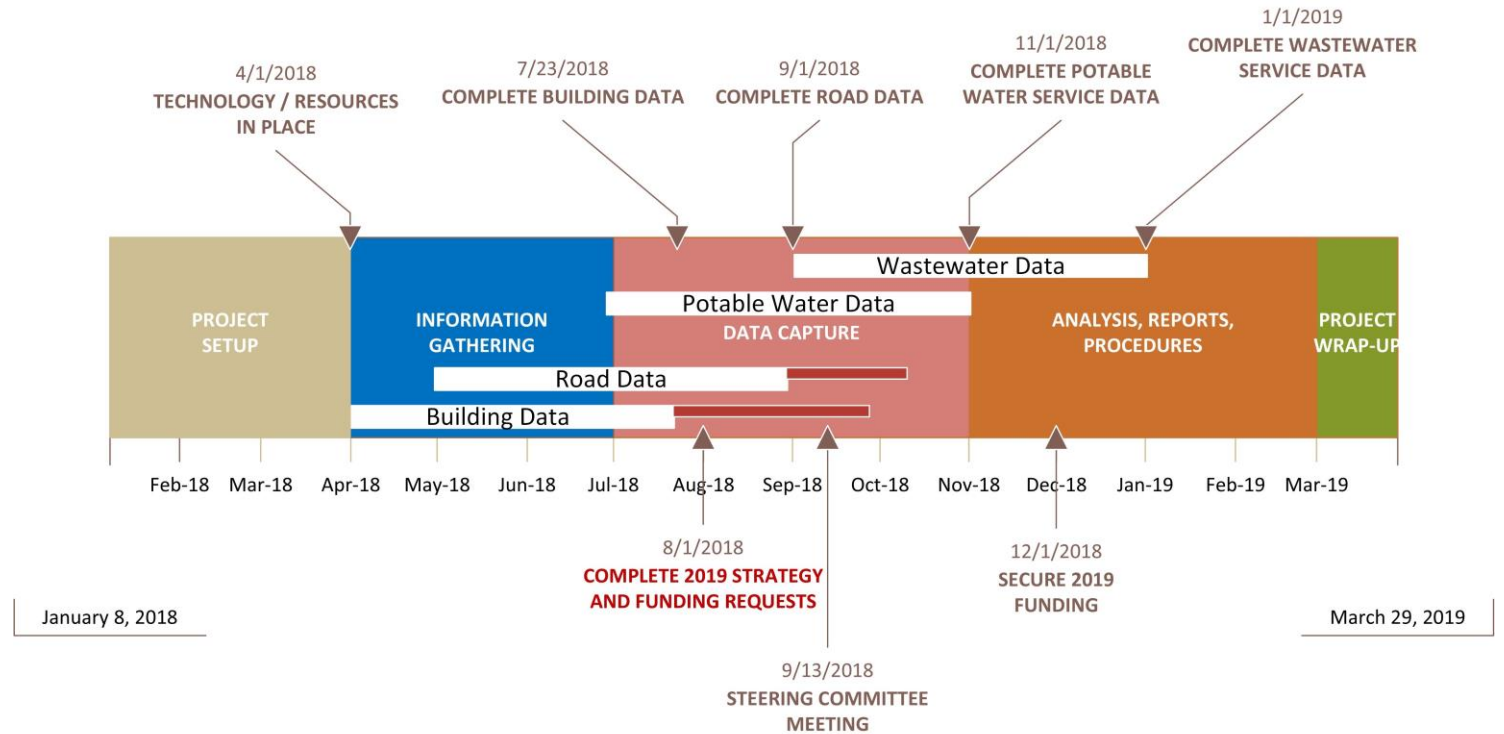 1/1/2019
COMPLETE WASTEWATER
SERVICE DATA
11/1/2018
COMPLETE POTABLE
WATER SERVICE DATA
4/1/2018
TECHNOLOGY / RESOURCES
IN PLACE
7/23/2018
COMPLETE BUILDING DATA
9/1/2018
COMPLETE ROAD DATA
Wastewater Data
Potable Water Data
PROJECT
SETUP
INFORMATION
GATHERING
DATA CAPTURE
ANALYSIS, REPORTS,
PROCEDURES
PROJECT
WRAP-UP
Road Data
Building Data
Feb-18 Mar-18 Apr-18 May-18 Jun-18 Jul-18 Aug-18 Sep-18 Oct-18 Nov-18 Dec-18 Jan-19 Feb-19 Mar-19
8/1/2018
COMPLETE 2019 STRATEGY
AND FUNDING REQUESTS
12/1/2018
SECURE 2019
FUNDING
January 8, 2018
March 29, 2019
9/13/2018
STEERING COMMITTEE
MEETING